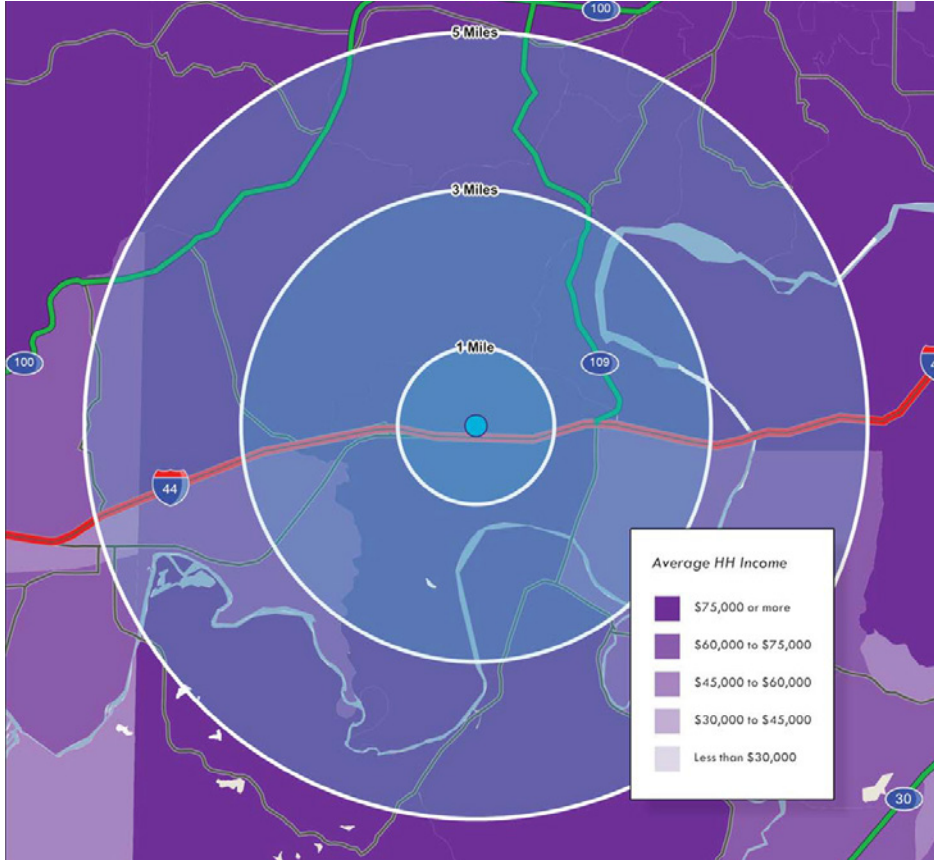 100
5 Miles
3 Miles
1 Mile
100
109
44
Average HH Income
$75,000 or more
$60,000 to $75,000
$45,000 to $60,000
$30,000 to $45,000
Less than $30,000
30